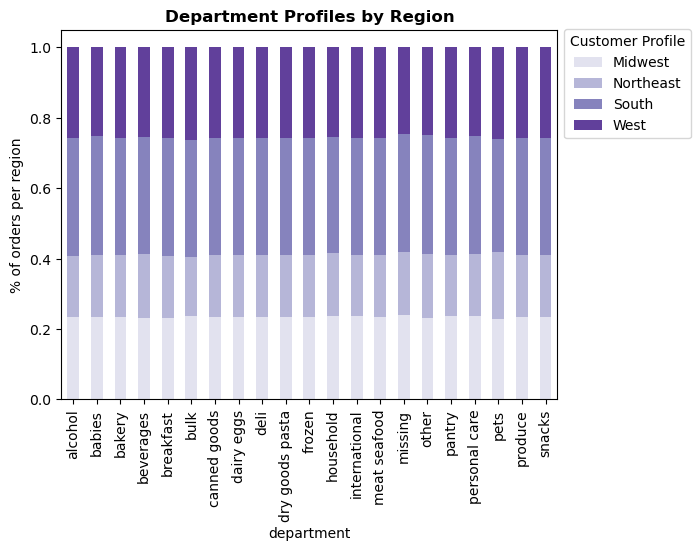 Department Profiles by Region
Customer Profile
Midwest
Northeast
South
West
% of orders per region
1.0
0.8
0.6
0.4
0.2
0.0
alcohol
babies
bakery
beverages
breakfast
bulk
canned goods
dairy eggs
deli
dry goods pasta
frozen
household
international
meat seafood
missing
other
pantry
personal care
pets
produce
snacks
department